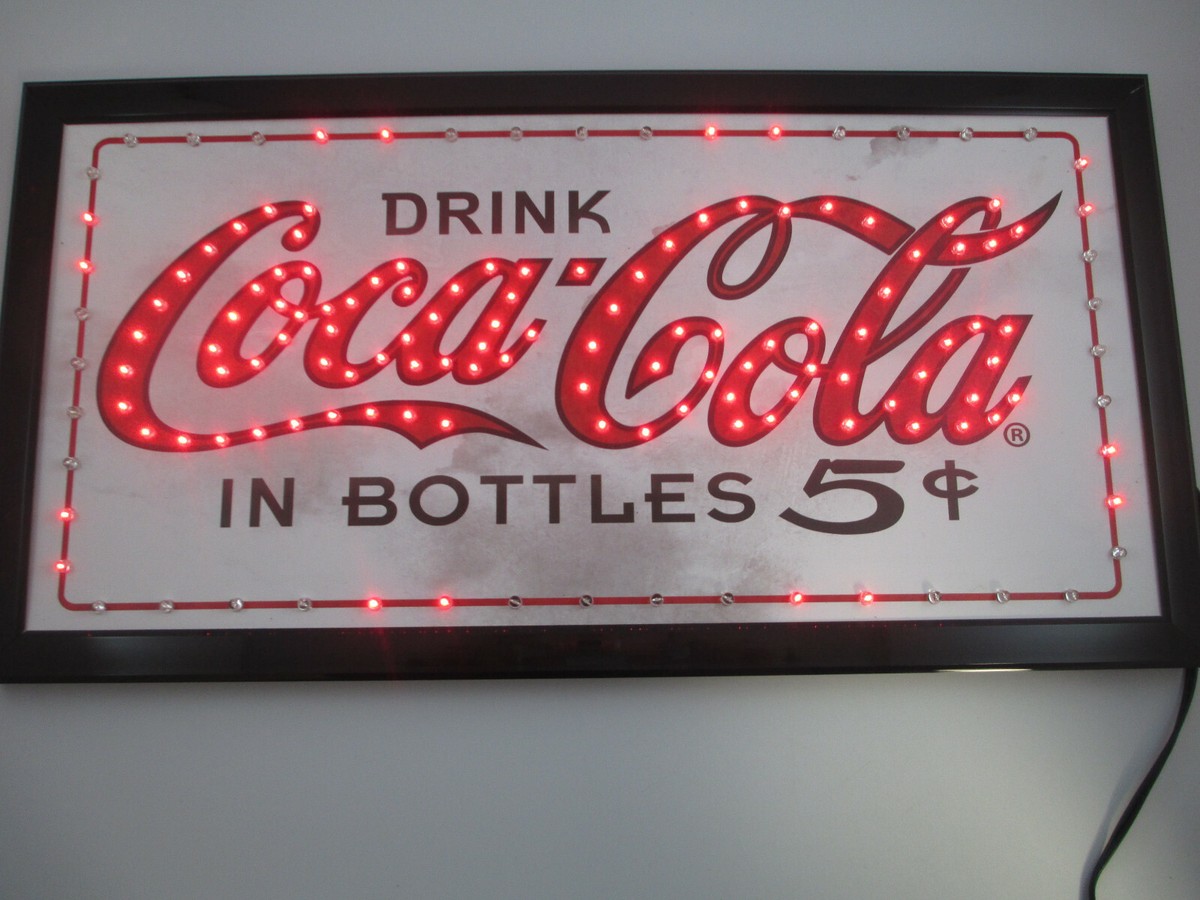 DRINK
Coca-Cola®
IN BOTTLES 5¢